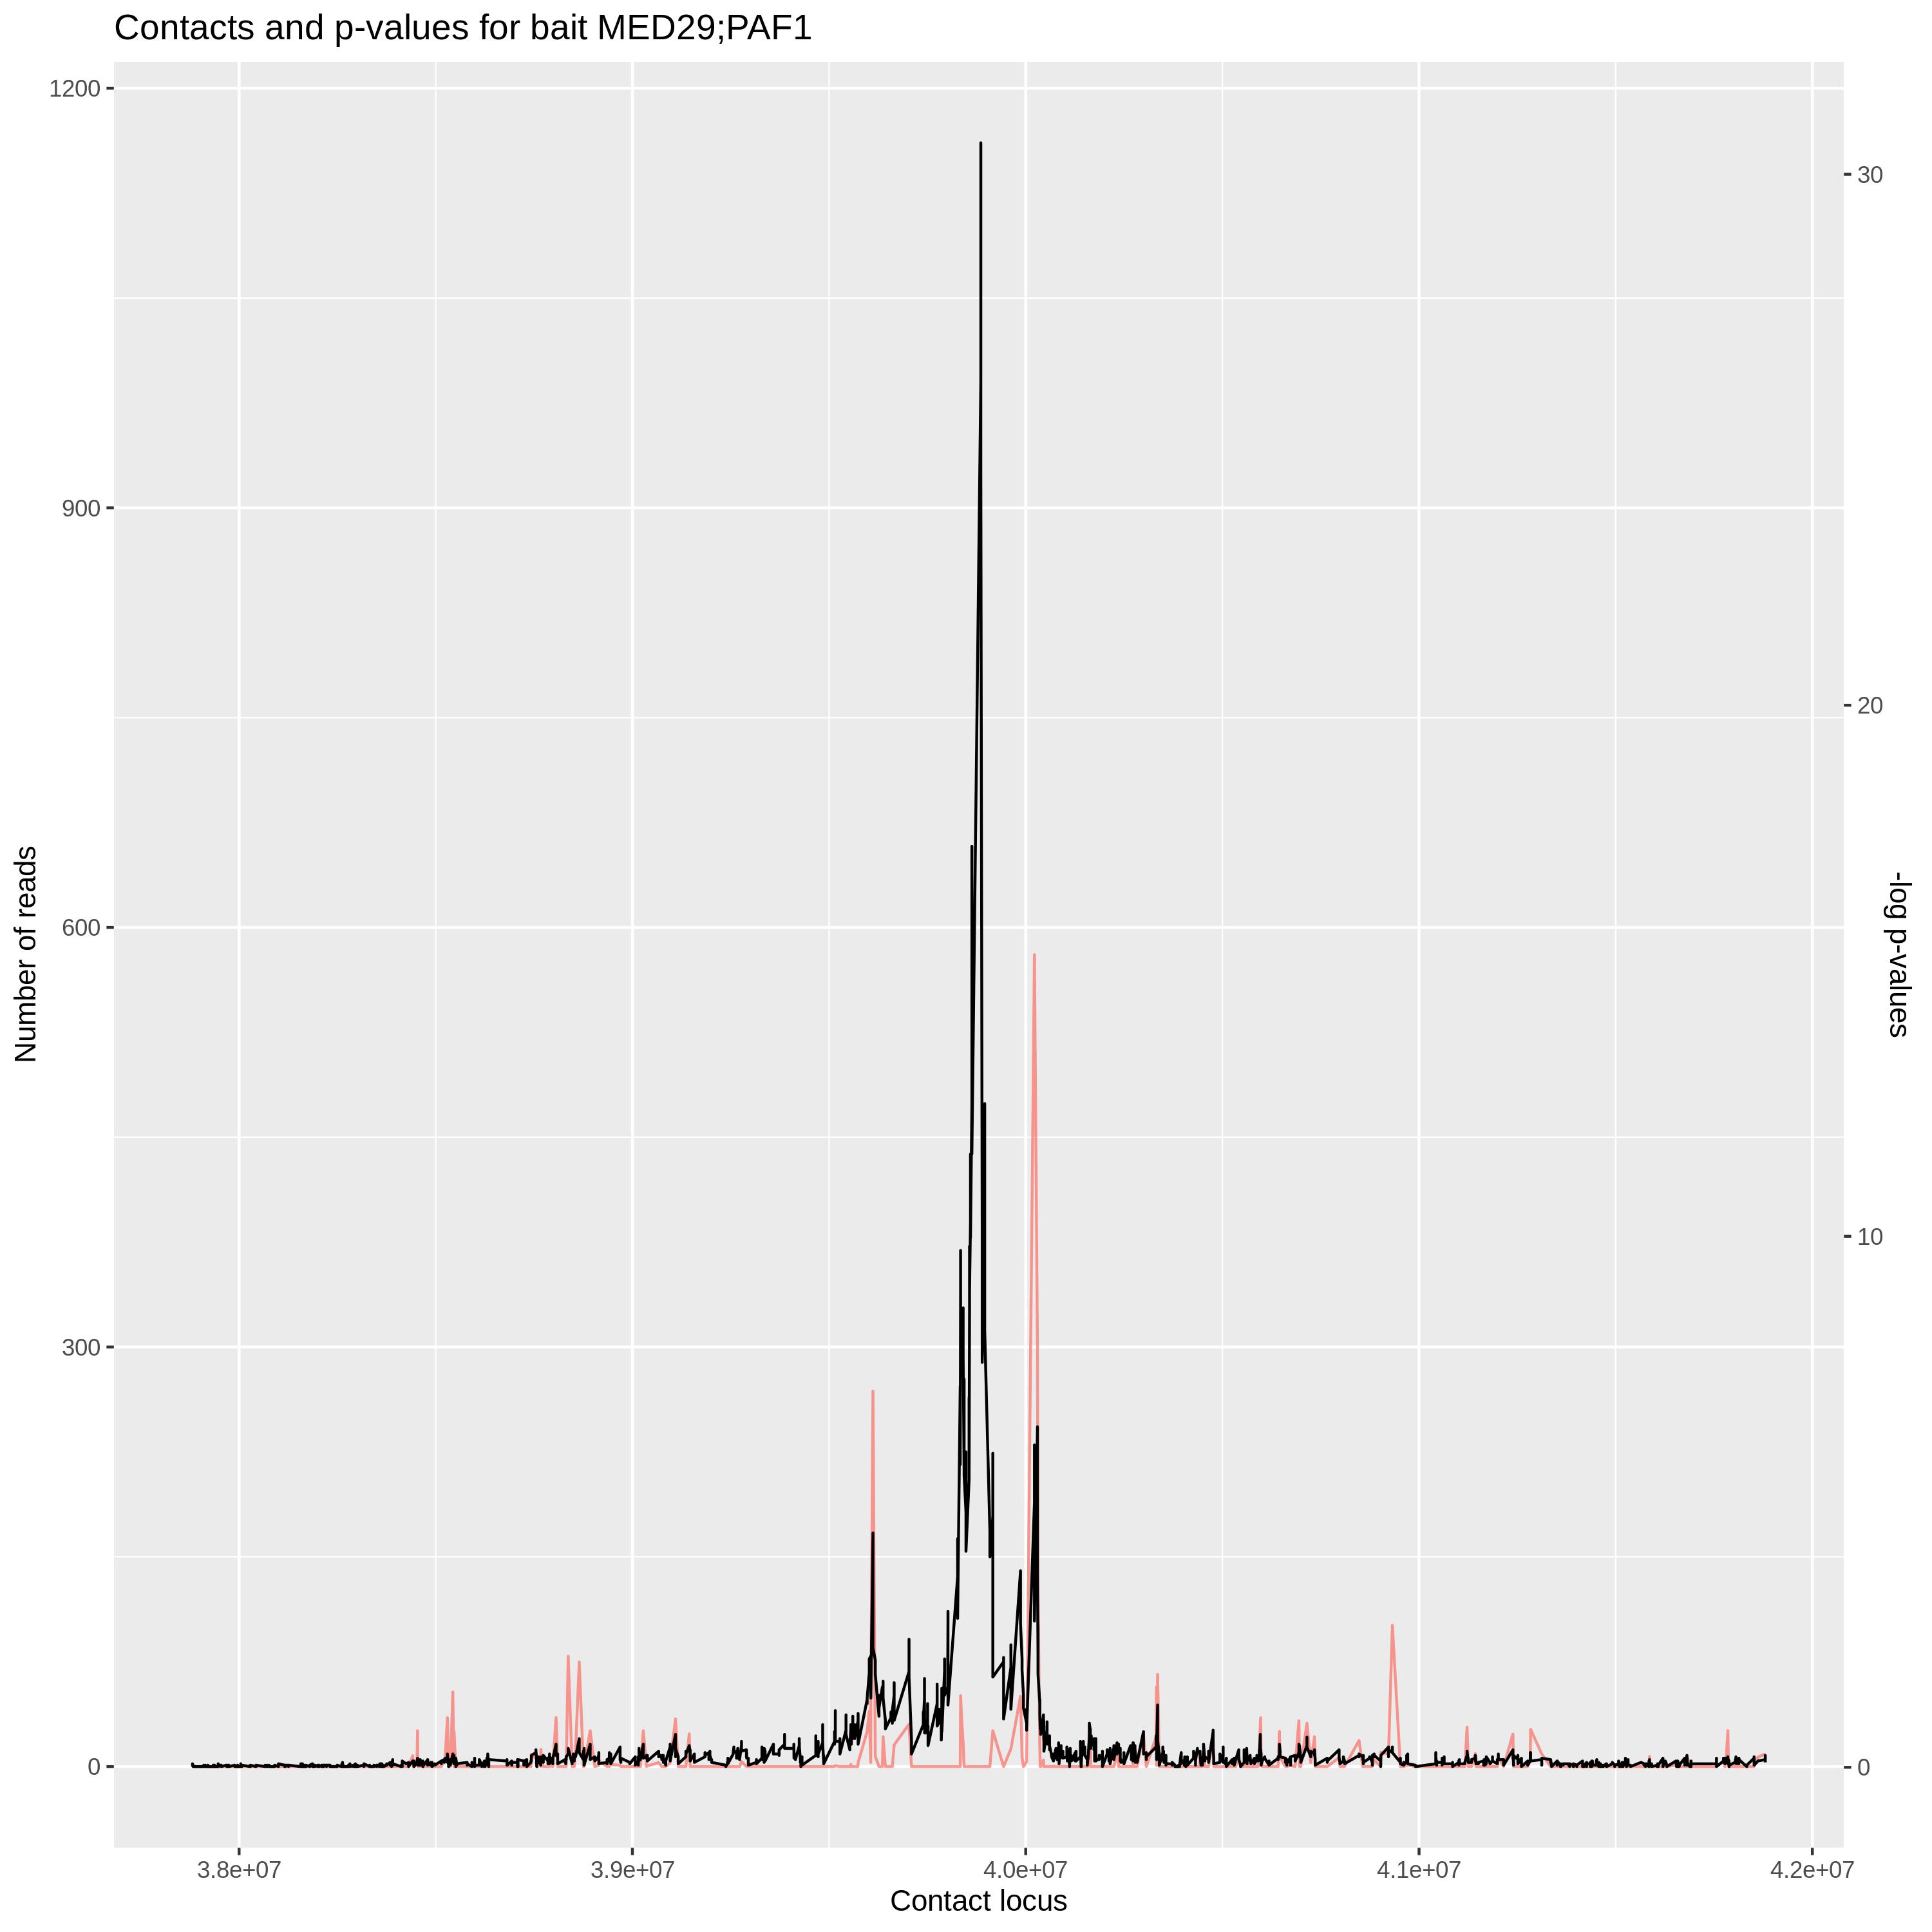 Contacts and p-values for bait MED29;PAF1
1200
900
600
300
0
Number of reads
30
20
10
0
-log p-values
3.8e+07
3.9e+07
4.0e+07
4.1e+07
4.2e+07
Contact locus